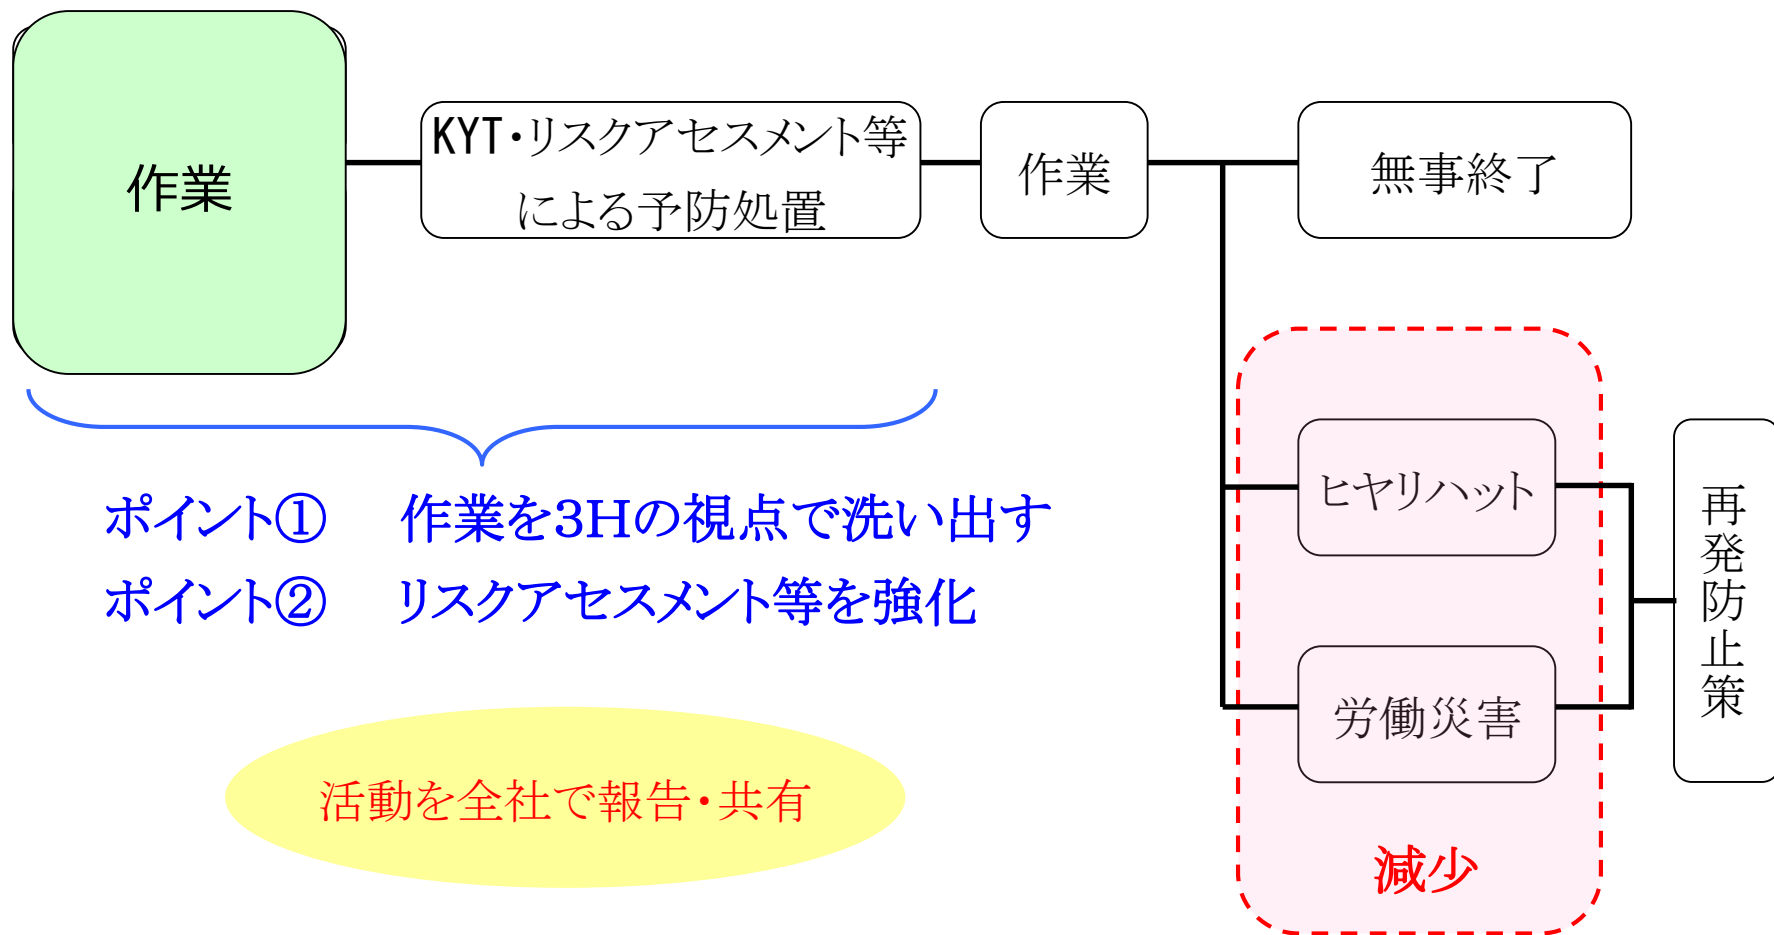 作業
KYT・リスクアセスメント等
による予防処置
作業
無事終了
ポイント① 作業を3Hの視点で洗い出す
ポイント② リスクアセスメント等を強化
活動を全社で報告・共有
ヒヤリハット
労働災害
減少
再発防止策